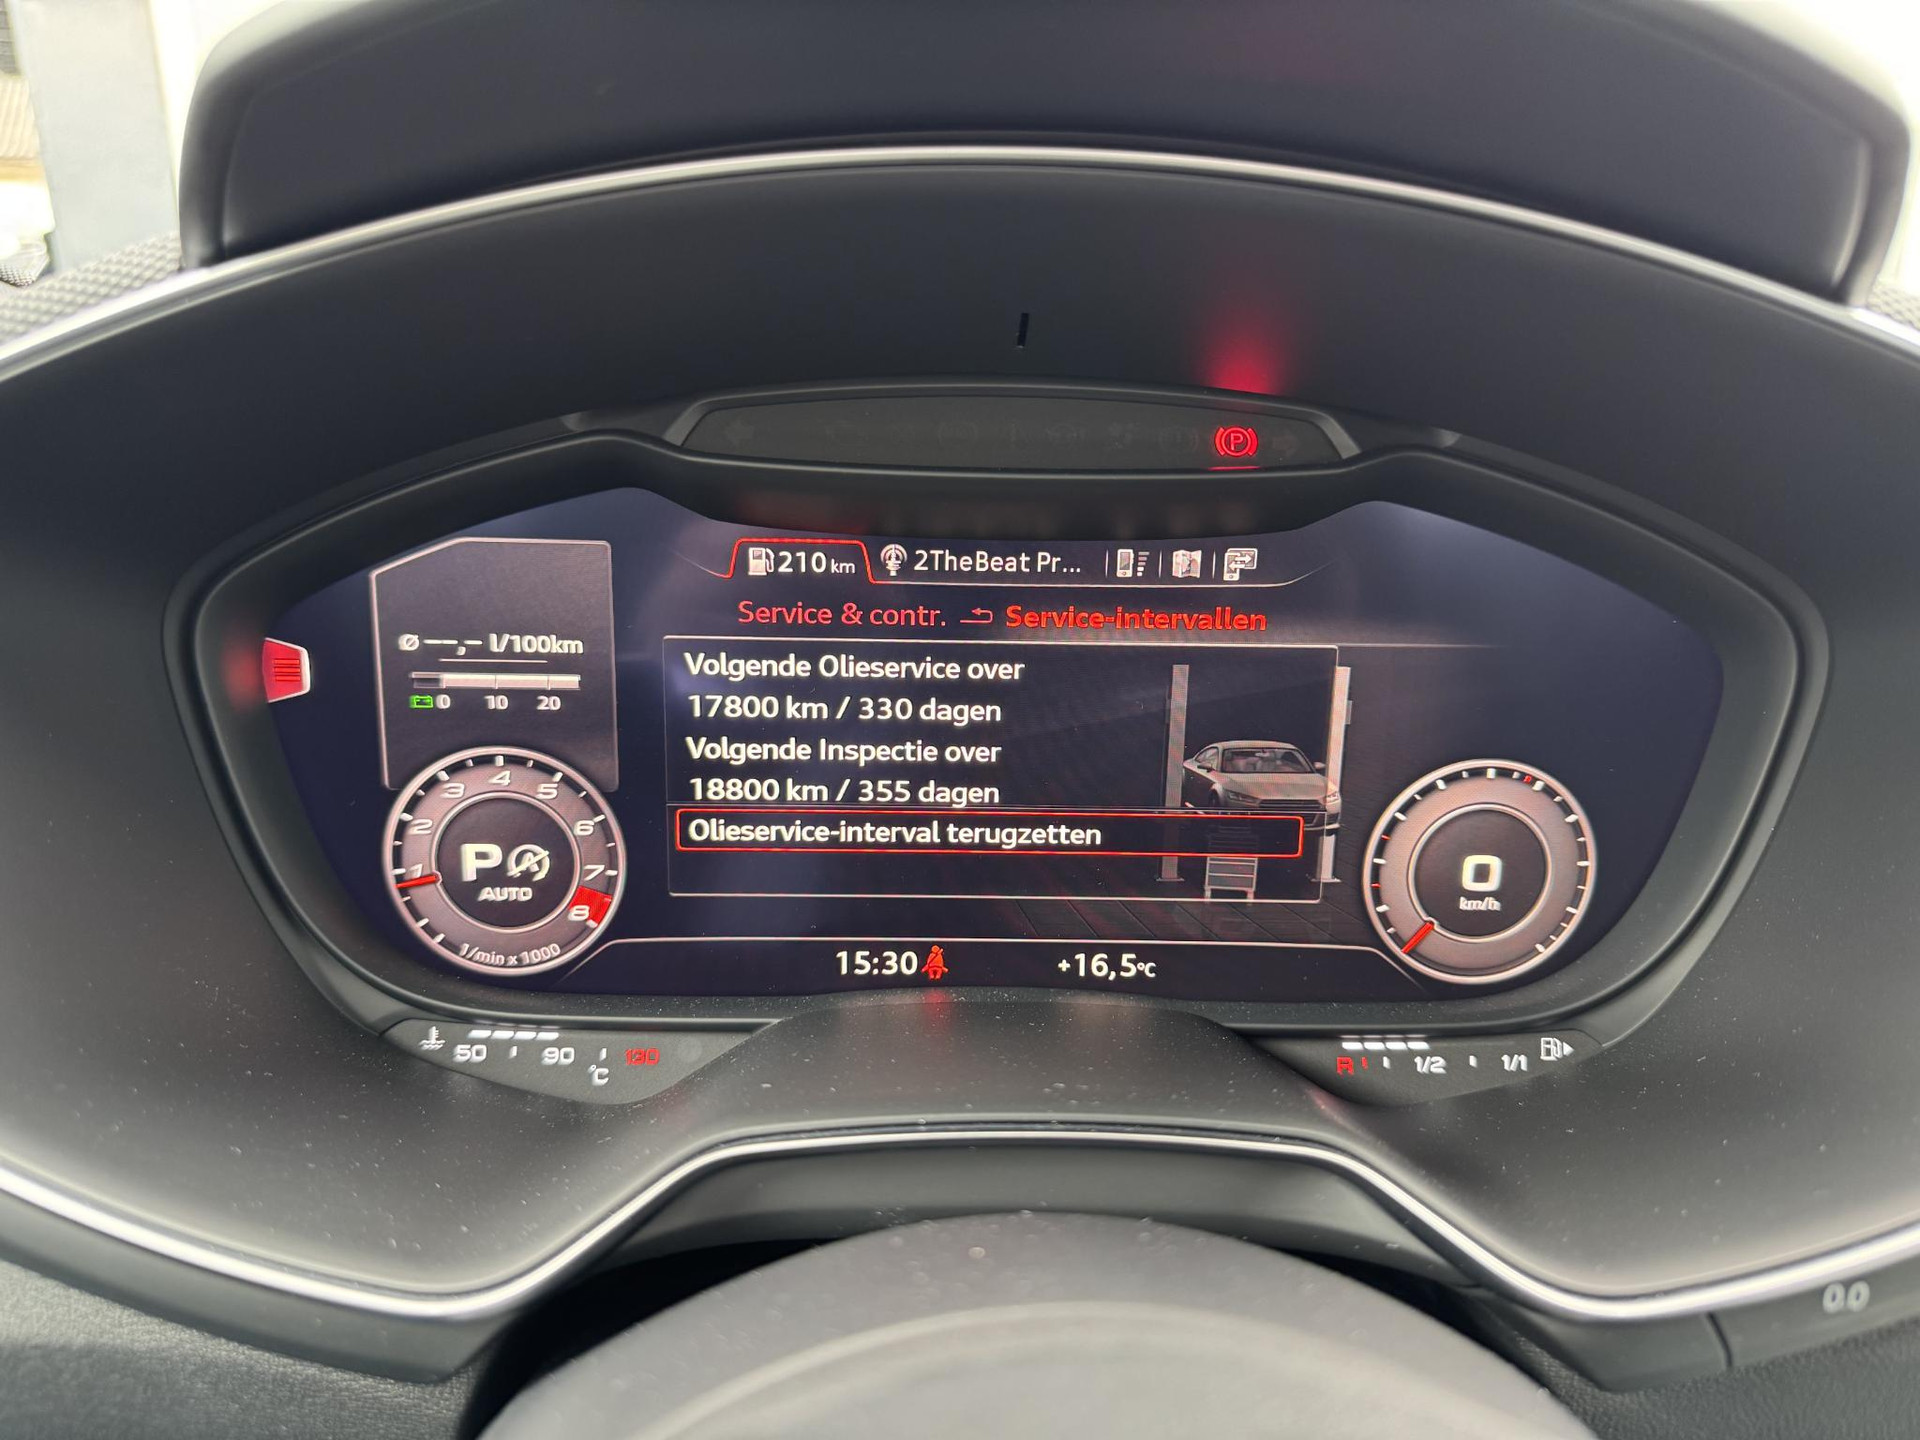 210 km 2TheBeat Pr...
Service & contr. Service-intervallen
Ø --,- l/100km
0 10 20
Volgende Olieservice over
17800 km / 330 dagen
Volgende Inspectie over
18800 km / 355 dagen
Olieservice-interval terugzetten
1 2 3 4 5 6 7 8
P A
AUTO
1/min x 1000
0
km/h
15:30 +16,5°C
50 90 130
°C
R 1/2 1/1
P
0.0